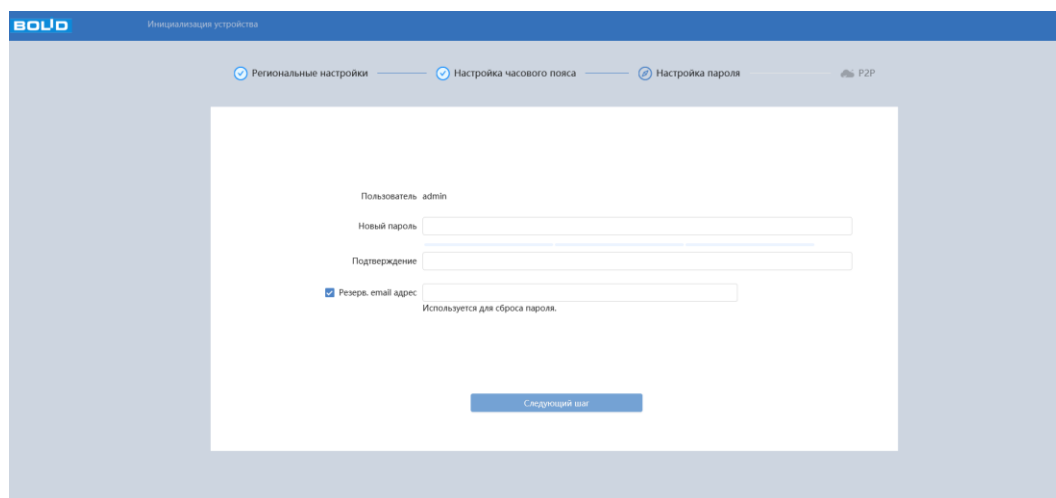 BOLID Инициализация устройства
Региональные настройки Настройка часового пояса Настройка пароля P2P
Пользователь admin
Новый пароль
Подтверждение
Резерв. email адрес
Используется для сброса пароля.
Следующий шаг